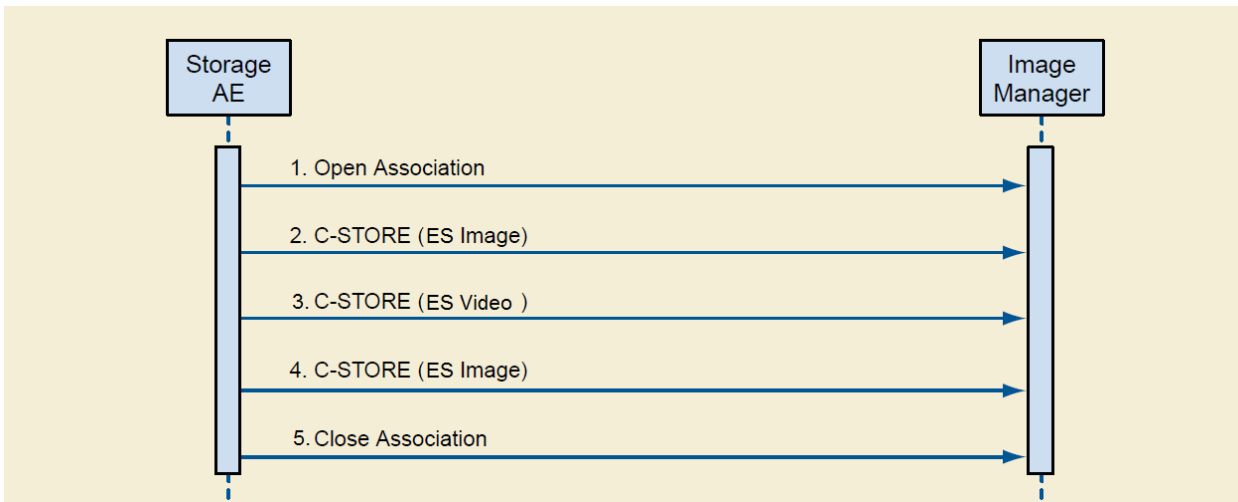 Storage
AE
Image
Manager
1. Open Association
2. C-STORE (ES Image)
3. C-STORE (ES Video )
4. C-STORE (ES Image)
5. Close Association